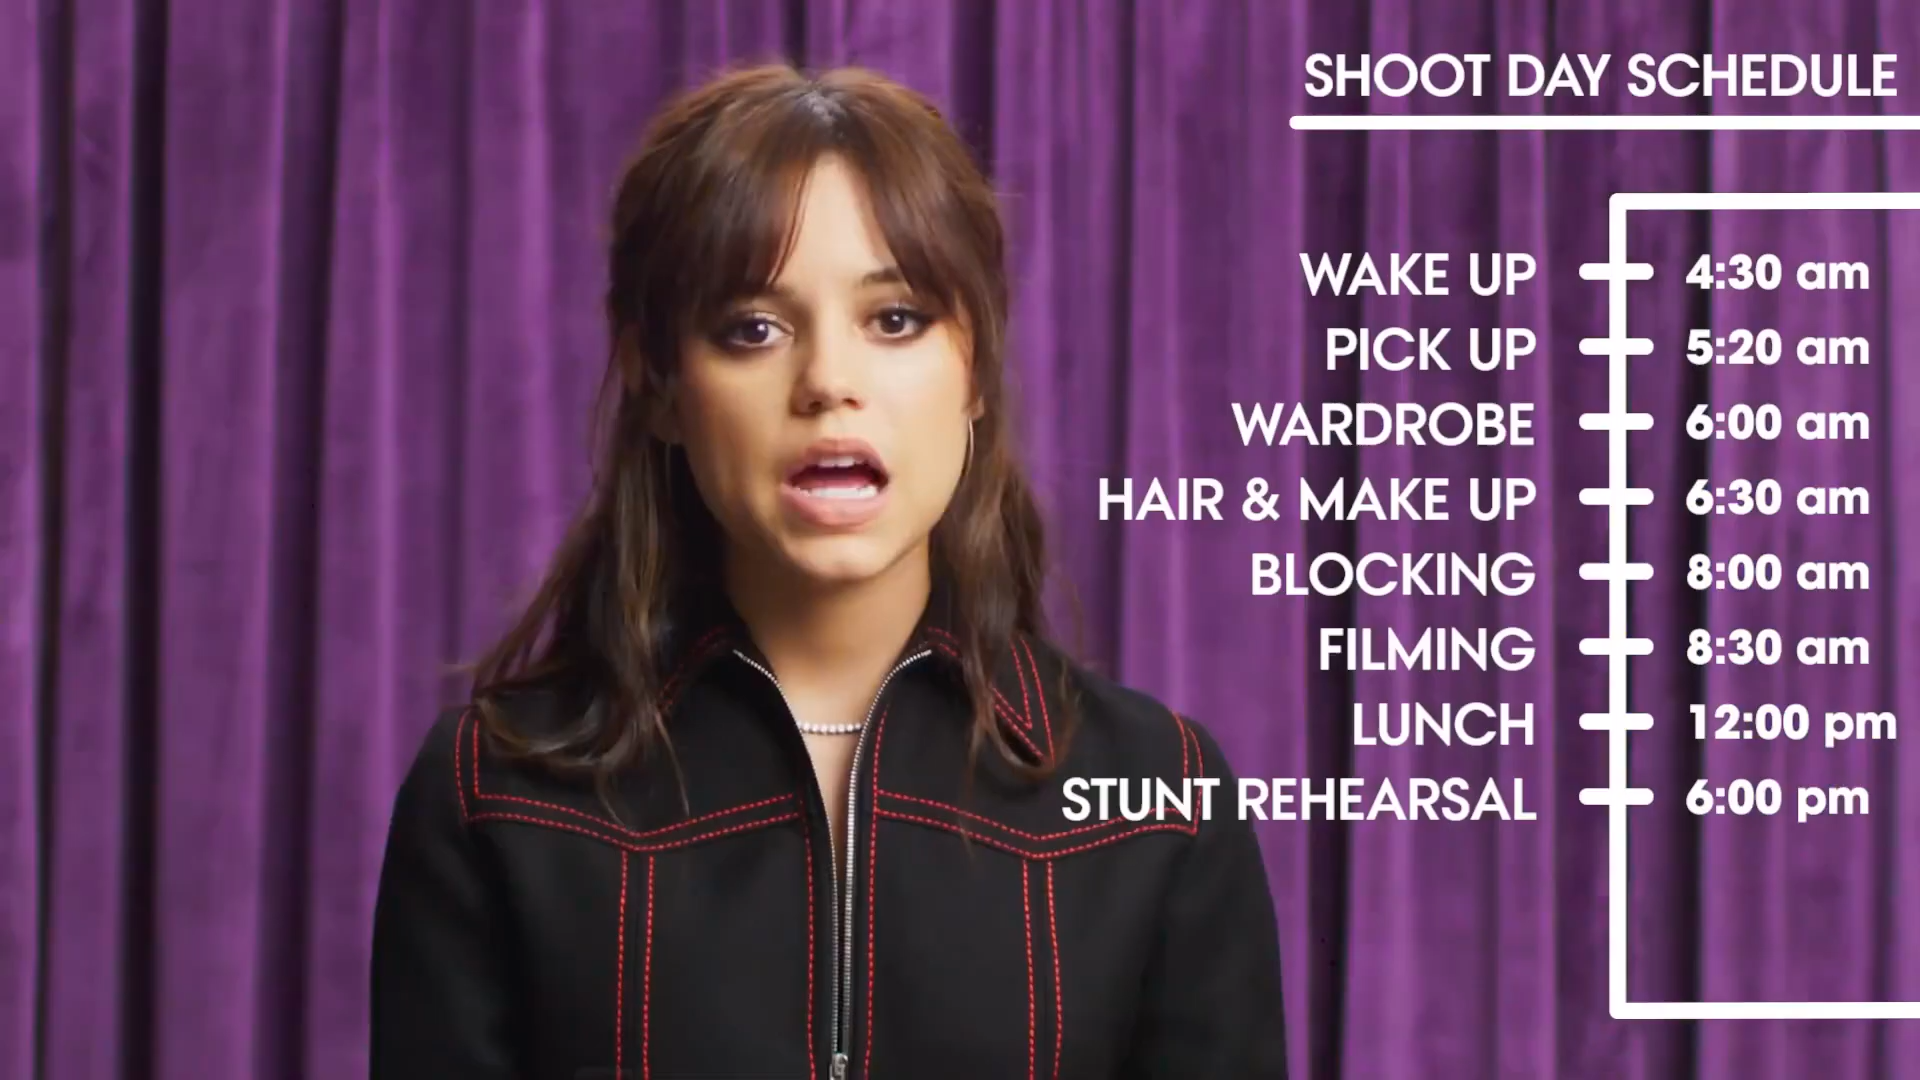 SHOOT DAY SCHEDULE
WAKE UP 4:30 am
PICK UP 5:20 am
WARDROBE 6:00 am
HAIR & MAKE UP 6:30 am
BLOCKING 8:00 am
FILMING 8:30 am
LUNCH 12:00 pm
STUNT REHEARSAL 6:00 pm